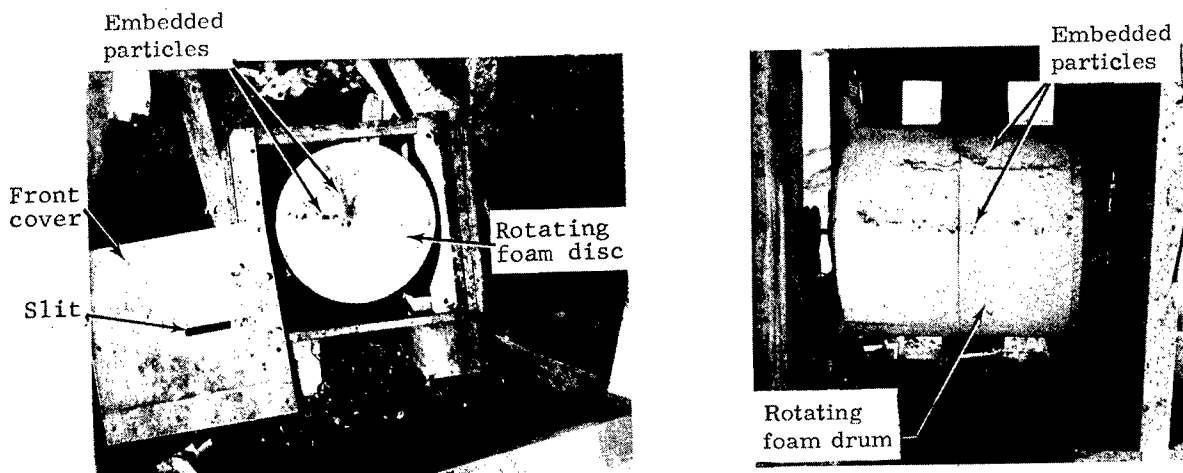 Embedded
particles
Front
cover
Slit
Rotating
foam disc
Embedded
particles
Rotating
foam drum